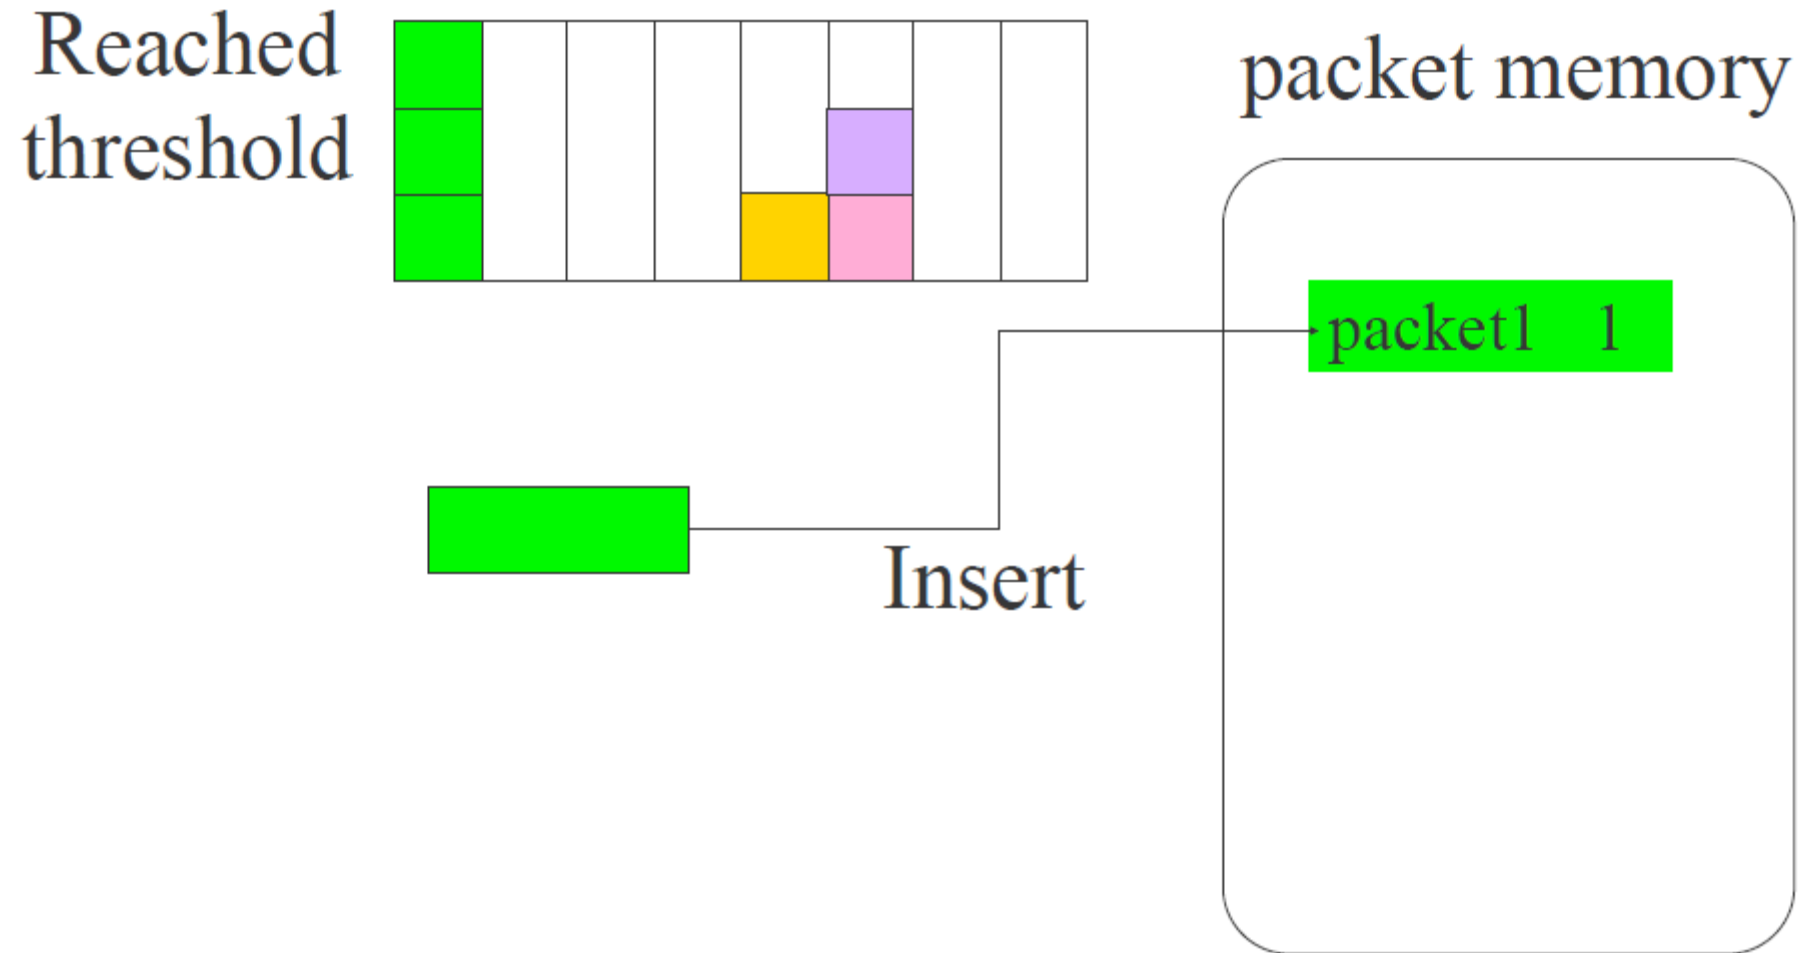 Reached
threshold
packet memory
packet1 1
Insert